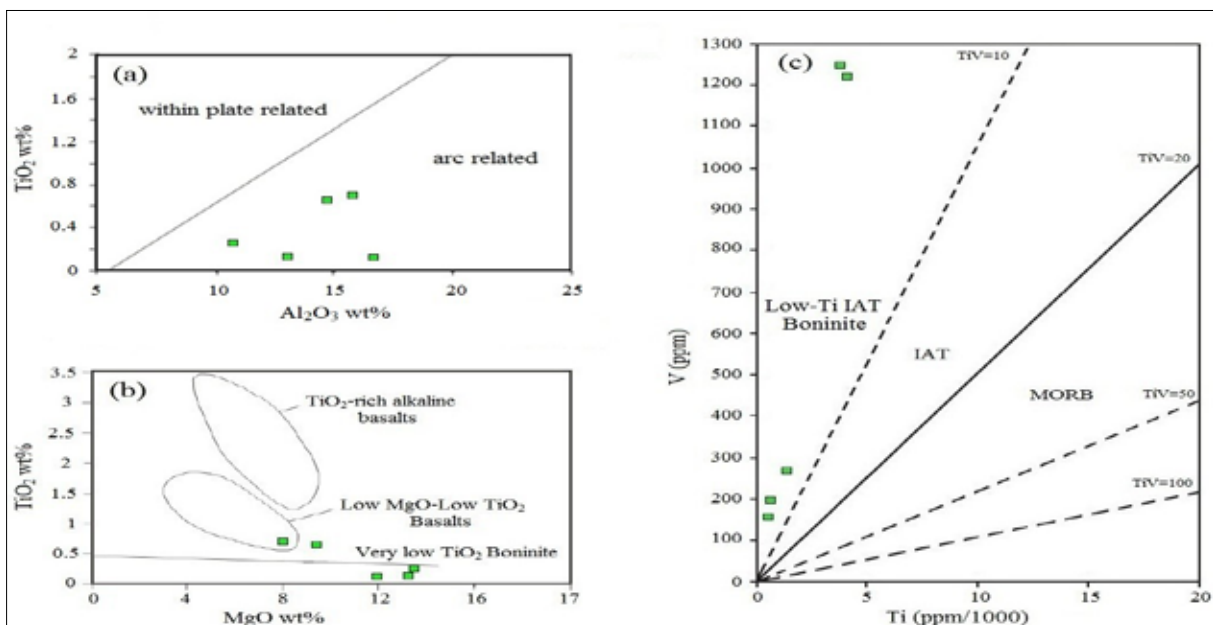 (a)
TiO₂ wt%
2
1.6
1.2
0.8
0.4
0
within plate related
arc related
5
10
15
20
25
Al₂O₃ wt%
(b)
TiO₂ wt%
3.5
3
2.5
2
1.5
1
0.5
0
TiO₂-rich alkaline
basalts
Low MgO-Low TiO₂
Basalts
Very low TiO₂ Boninite
0
4
8
12
17
MgO wt%
(c)
V (ppm)
1300
1200
1100
1000
900
800
700
600
500
400
300
200
100
0
Ti/V=10
Ti/V=20
Ti/V=50
Ti/V=100
Low-Ti IAT
Boninite
IAT
MORB
0
5
10
15
20
Ti (ppm/1000)